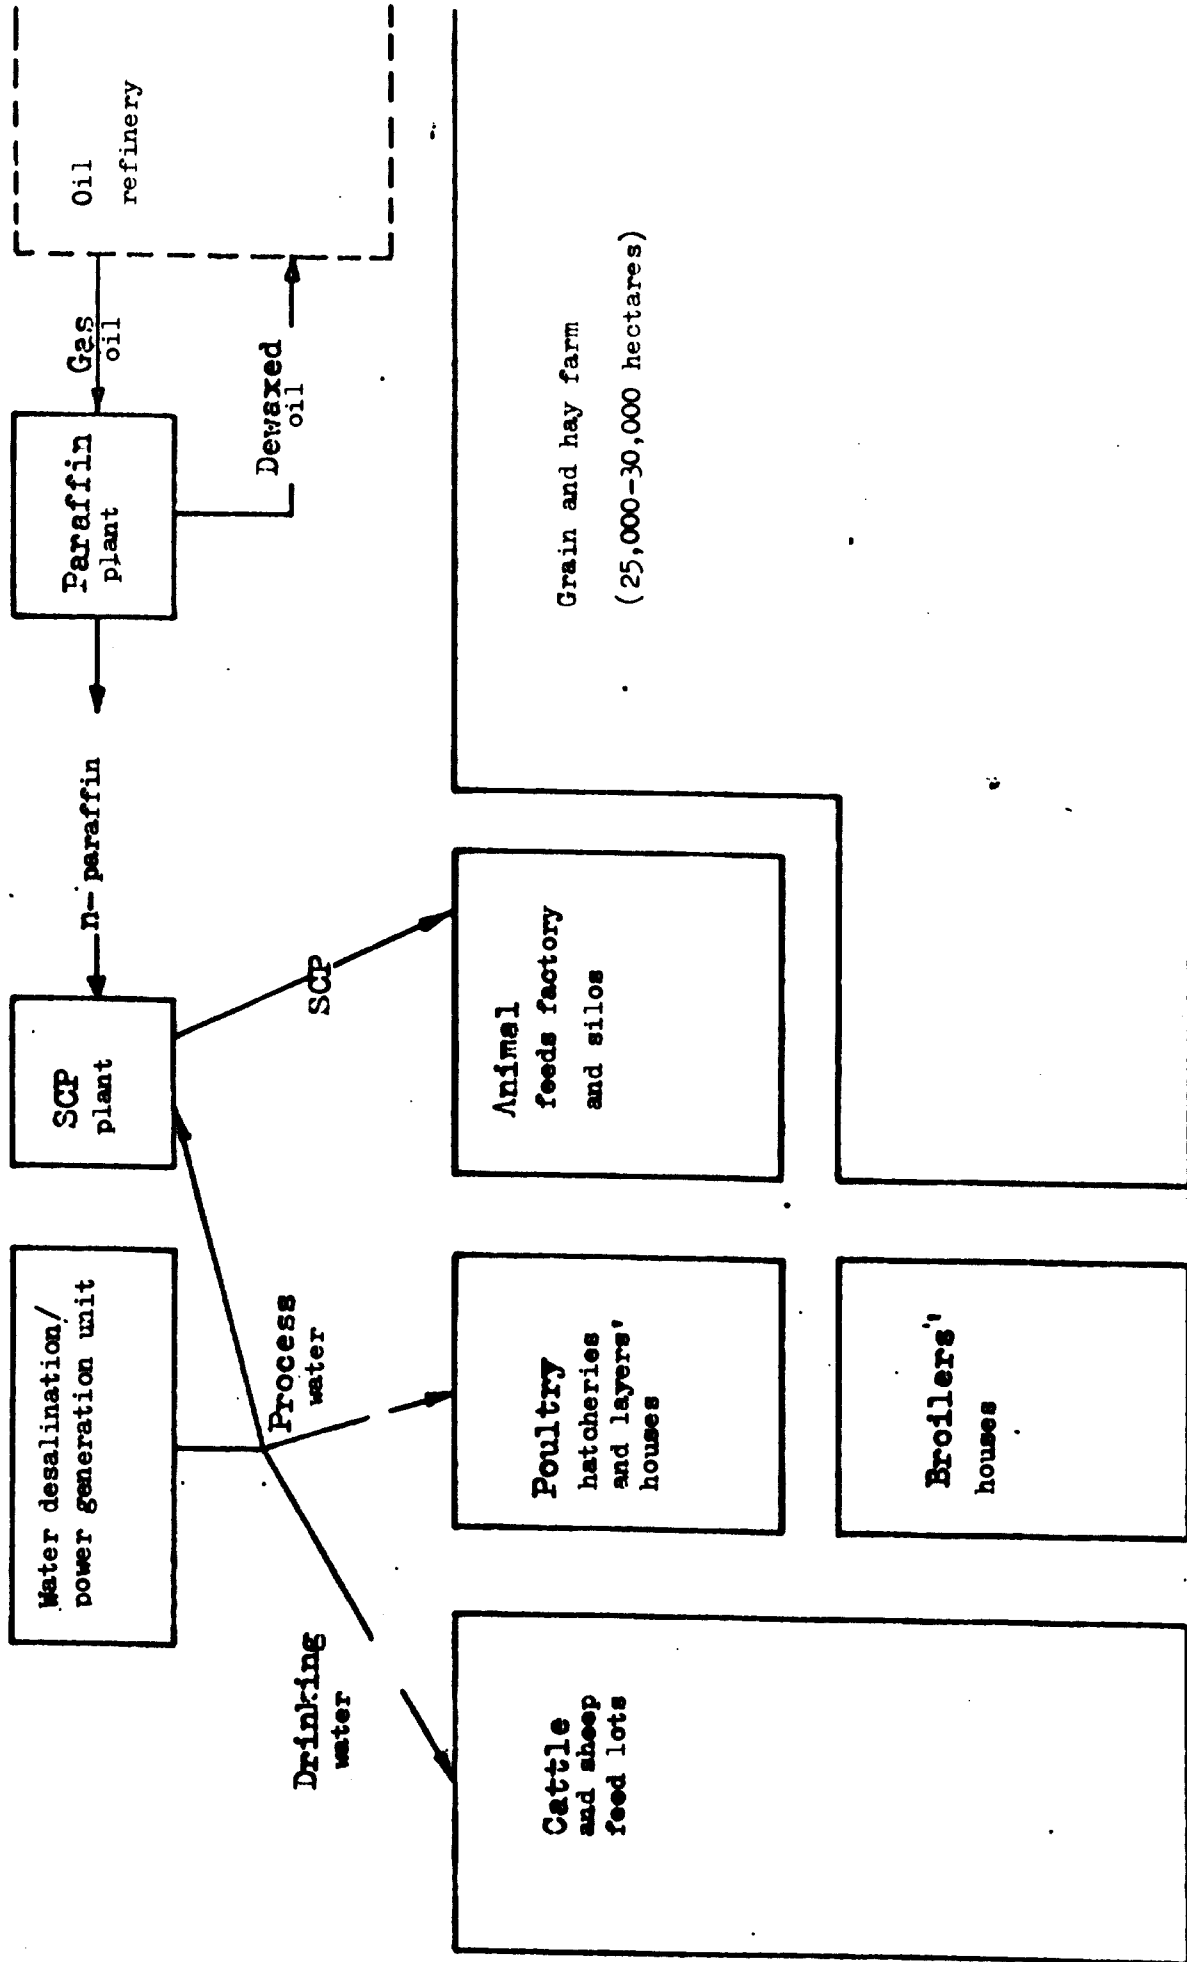 Water desalination/
power generation unit
SCP
plant
n-paraffin
Paraffin
plant
Gas
oil
Oil
refinery
Dewaxed
oil
Drinking
water
Process
water
SCP
Cattle
and sheep
feed lots
Poultry
hatcheries
and layers'
houses
Animal
feeds factory
and silos
Grain and hay farm
(25,000-30,000 hectares)
Broilers'
houses